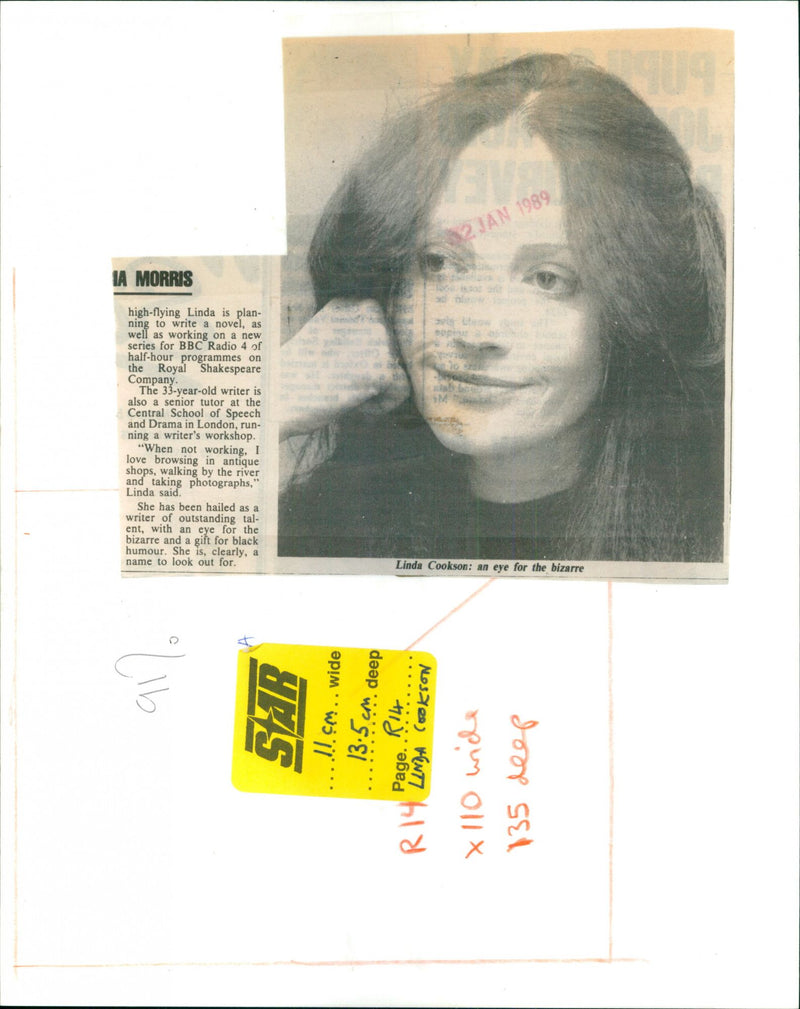 12 JAN 1989
IA MORRIS
high-flying Linda is plan-
ning to write a novel, as
well as working on a new
series for BBC Radio 4 of
half-hour programmes on
the Royal Shakespeare
Company.
The 33-year-old writer is
also a senior tutor at the
Central School of Speech
and Drama in London, run-
ning a writer's workshop.
"When not working, I
love browsing in antique
shops, walking by the river
and taking photographs,"
Linda said.
She has been hailed as a
writer of outstanding tal-
ent, with an eye for the
bizarre and a gift for black
humour. She is, clearly, a
name to look out for.
Linda Cookson: an eye for the bizarre
91%
A
STAR
11 cm wide
13.5 cm deep
Page R14
LINDA COOKSON
R14
x 110 wide
135 deep